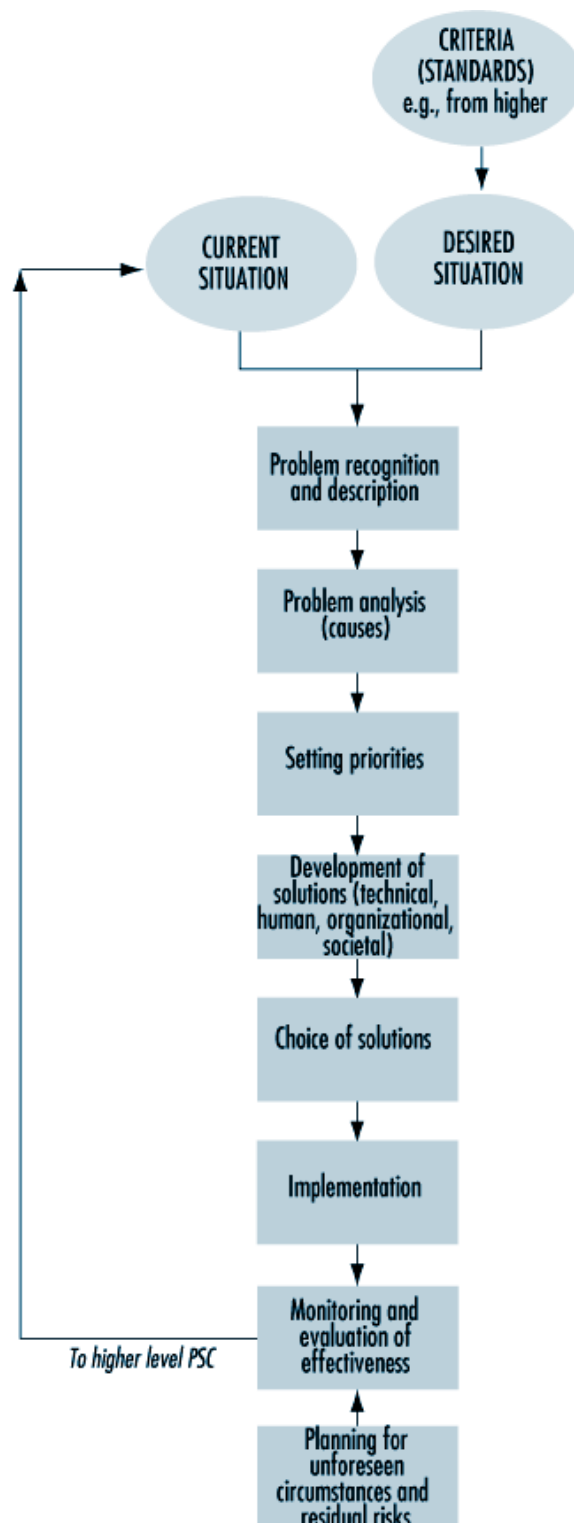 CRITERIA
(STANDARDS)
e.g., from higher
CURRENT
SITUATION
DESIRED
SITUATION
Problem recognition
and description
Problem analysis
(causes)
Setting priorities
Development of
solutions (technical,
human, organizational,
societal)
Choice of solutions
Implementation
Monitoring and
evaluation of
effectiveness
To higher level PSC
Planning for
unforeseen
circumstances and
residual risks